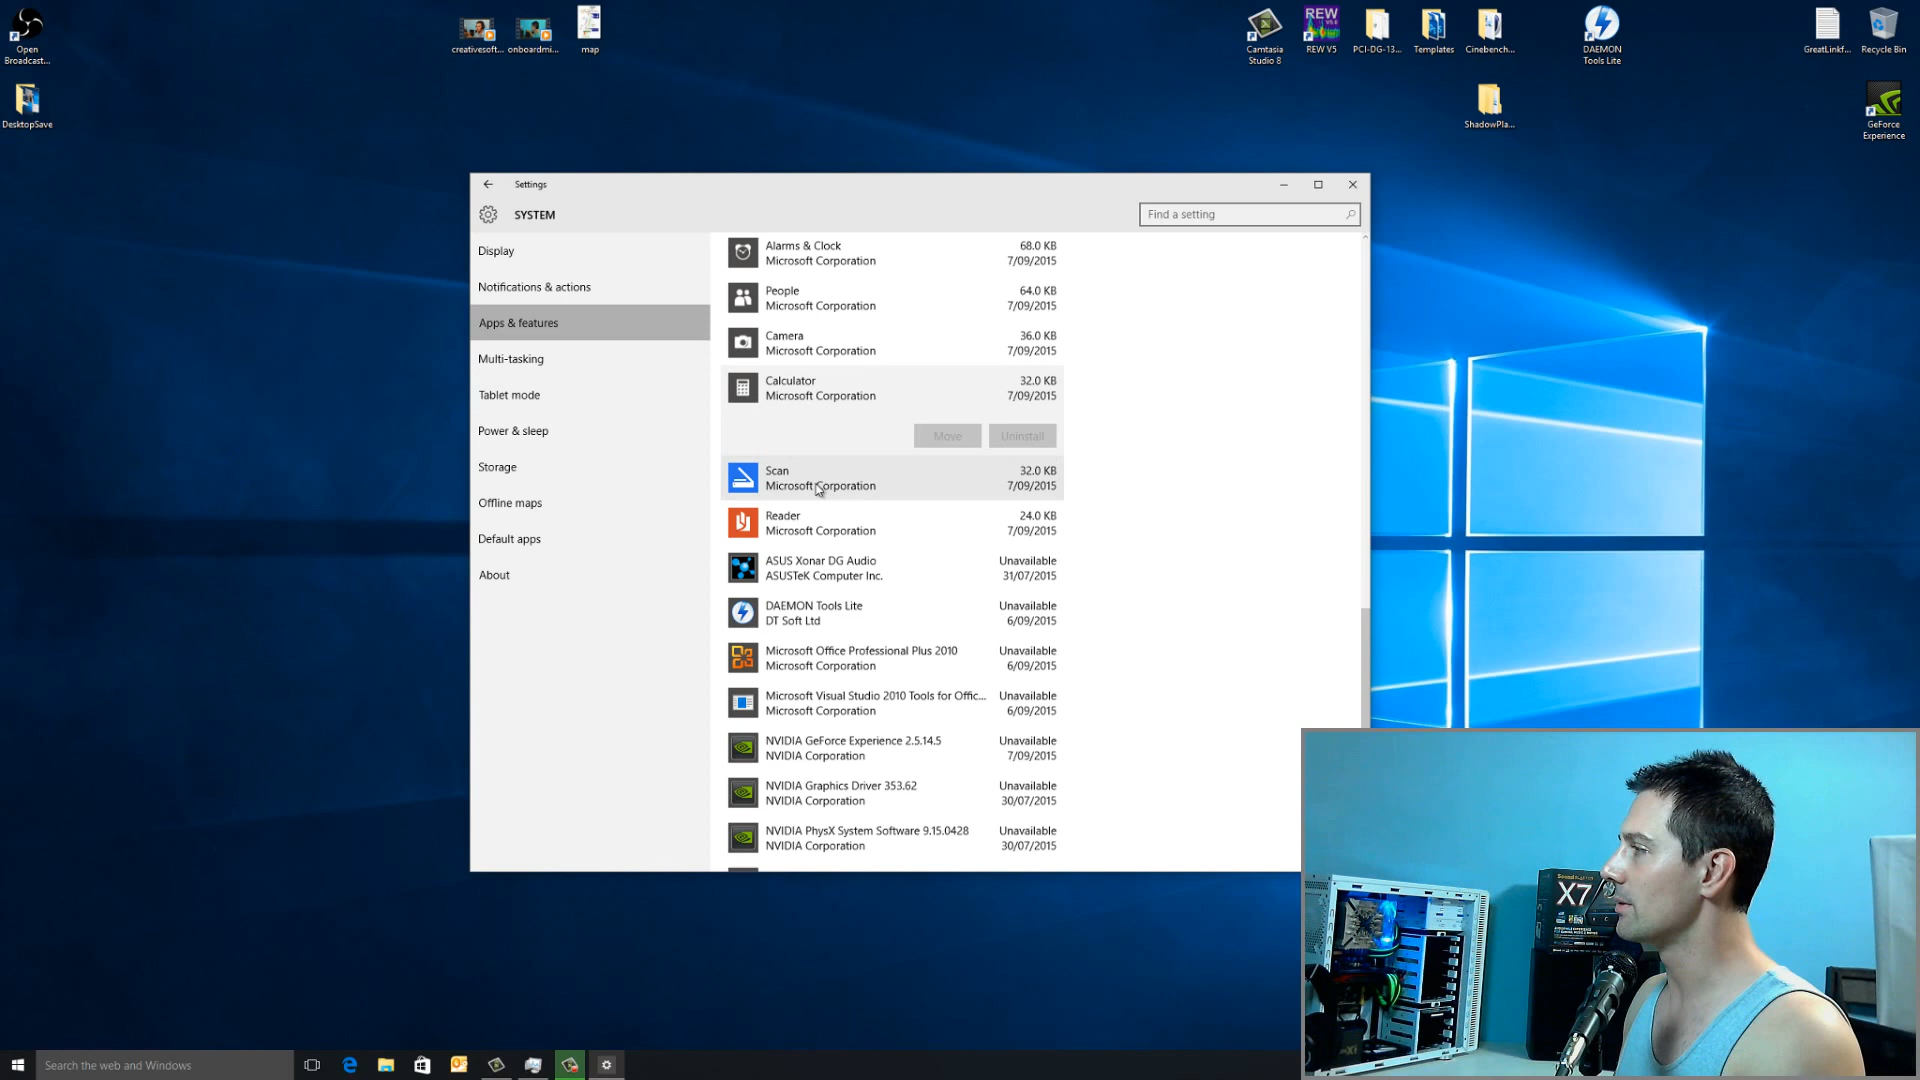 Open
Broadcast...
creativesoft...
onboardmi...
map
Camtasia
Studio 8
REW
REW V5
PCI-DG-13...
Templates
Cinebench...
DAEMON
Tools Lite
GreatLinkf...
Recycle Bin
DesktopSave
ShadowPla...
GeForce
Experience
Settings
SYSTEM
Find a setting
Display
Notifications & actions
Apps & features
Multi-tasking
Tablet mode
Power & sleep
Storage
Offline maps
Default apps
About
Alarms & Clock 68.0 KB
Microsoft Corporation 7/09/2015
People 64.0 KB
Microsoft Corporation 7/09/2015
Camera 36.0 KB
Microsoft Corporation 7/09/2015
Calculator 32.0 KB
Microsoft Corporation 7/09/2015
Move Uninstall
Scan 32.0 KB
Microsoft Corporation 7/09/2015
Reader 24.0 KB
Microsoft Corporation 7/09/2015
ASUS Xonar DG Audio Unavailable
ASUSTeK Computer Inc. 31/07/2015
DAEMON Tools Lite Unavailable
DT Soft Ltd 6/09/2015
Microsoft Office Professional Plus 2010 Unavailable
Microsoft Corporation 6/09/2015
Microsoft Visual Studio 2010 Tools for Offic... Unavailable
Microsoft Corporation 6/09/2015
NVIDIA GeForce Experience 2.5.14.5 Unavailable
NVIDIA Corporation 7/09/2015
NVIDIA Graphics Driver 353.62 Unavailable
NVIDIA Corporation 30/07/2015
NVIDIA PhysX System Software 9.15.0428 Unavailable
NVIDIA Corporation 30/07/2015
X7
Search the web and Windows